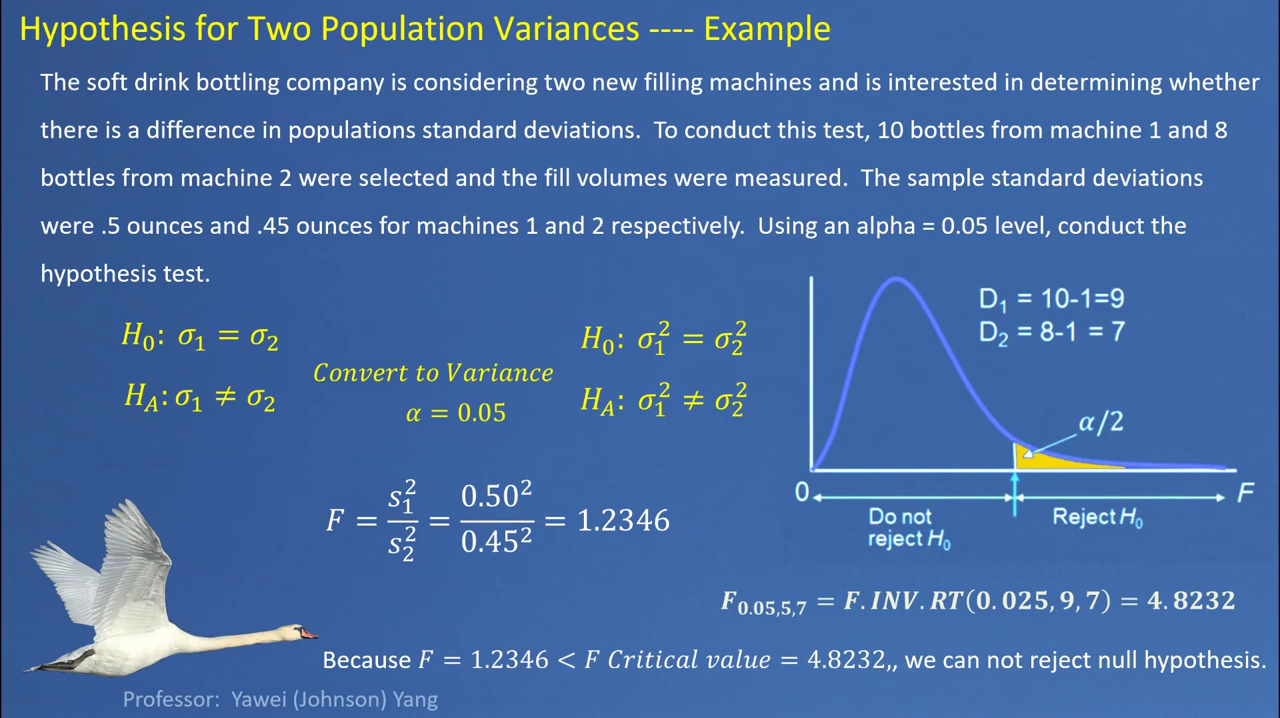 Hypothesis for Two Population Variances ---- Example
The soft drink bottling company is considering two new filling machines and is interested in determining whether
there is a difference in populations standard deviations. To conduct this test, 10 bottles from machine 1 and 8
bottles from machine 2 were selected and the fill volumes were measured. The sample standard deviations
were .5 ounces and .45 ounces for machines 1 and 2 respectively. Using an alpha = 0.05 level, conduct the
hypothesis test.
H₀: σ₁ = σ₂
H_A: σ₁ ≠ σ₂
Convert to Variance
α = 0.05
H₀: σ₁² = σ₂²
H_A: σ₁² ≠ σ₂²
D₁ = 10-1=9
D₂ = 8-1 = 7
α/2
0
F
Do not
reject H₀
Reject H₀
F = s₁²/s₂² = 0.50²/0.45² = 1.2346
F₀.₀₅,₅,₇ = F.INV.RT(0.025, 9, 7) = 4.8232
Because F = 1.2346 < F Critical value = 4.8232,, we can not reject null hypothesis.
Professor: Yawei (Johnson) Yang